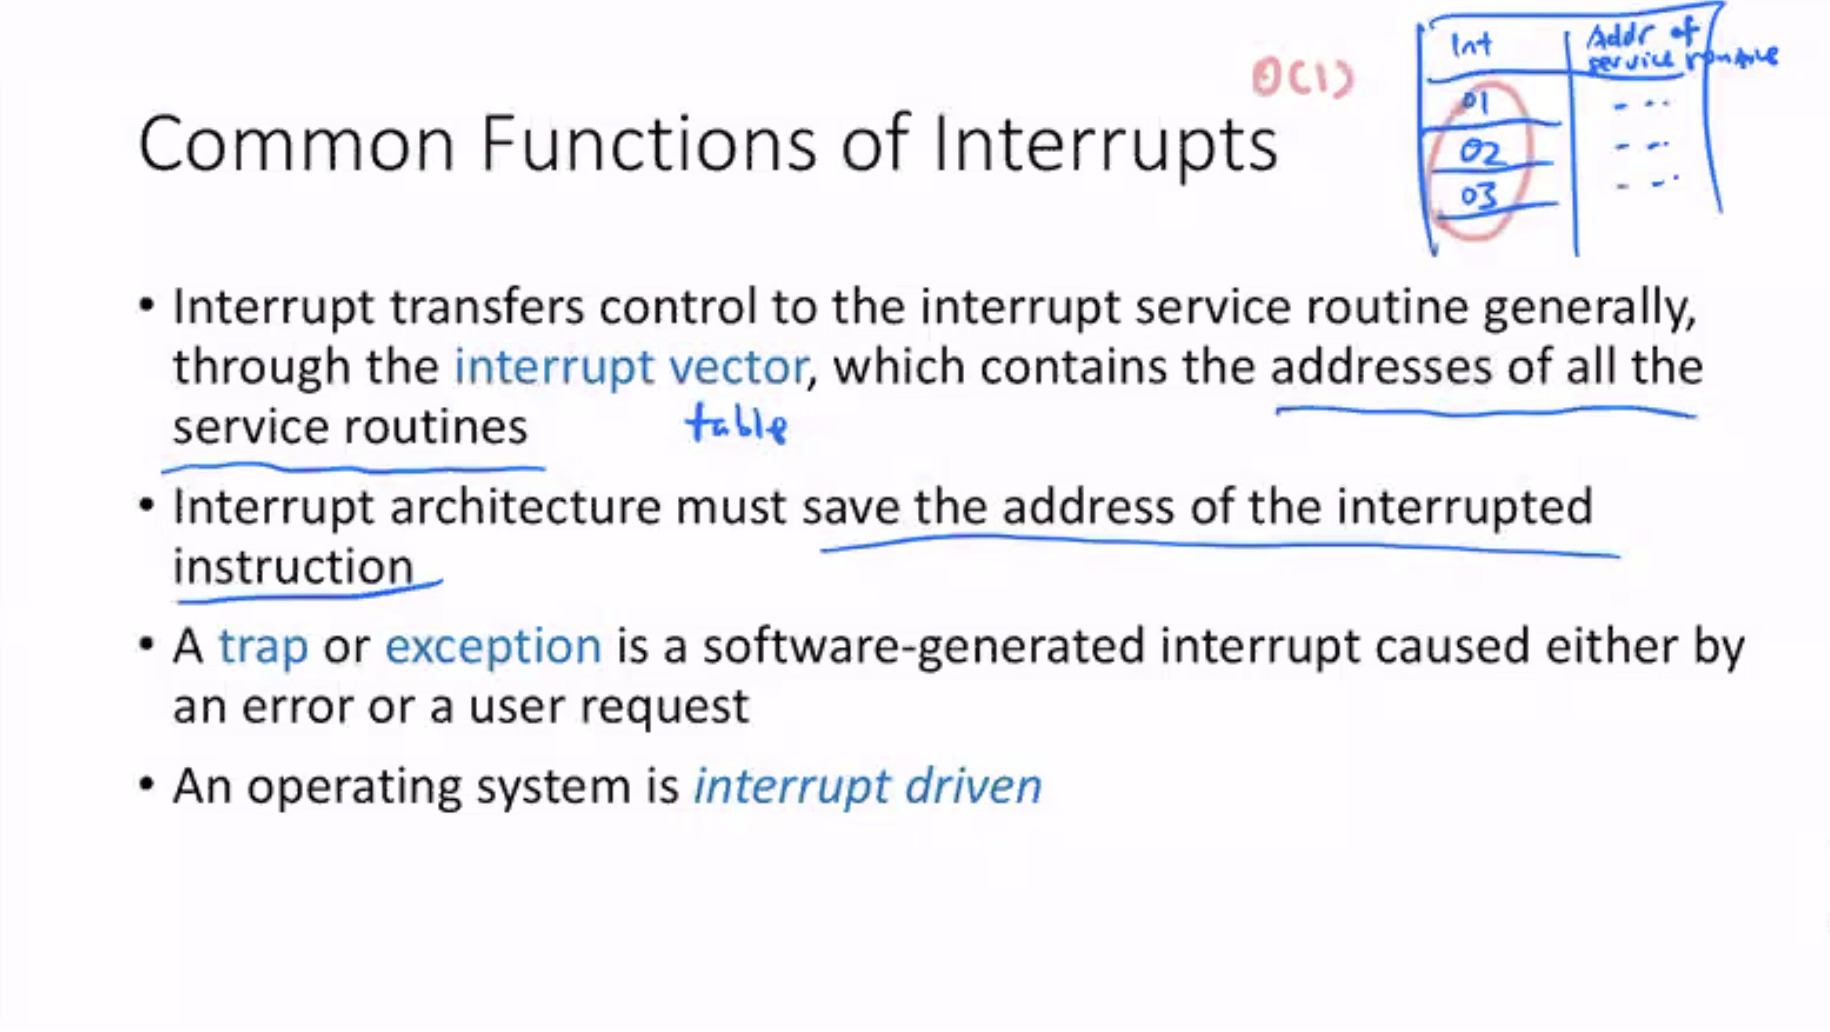 Int
Addr of
service routine
O(1)
01
02
03
Common Functions of Interrupts
• Interrupt transfers control to the interrupt service routine generally,
through the interrupt vector, which contains the addresses of all the
service routines
table
• Interrupt architecture must save the address of the interrupted
instruction
• A trap or exception is a software-generated interrupt caused either by
an error or a user request
• An operating system is interrupt driven